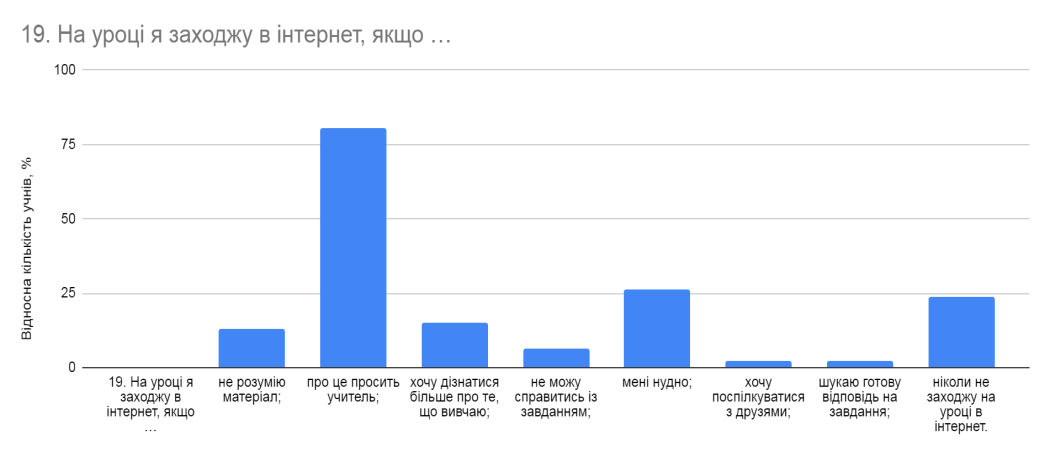 19. На уроці я заходжу в інтернет, якщо …
100
75
50
25
0
Відносна кількість учнів, %
19. На уроці я
заходжу в
інтернет, якщо
…
не розумію
матеріал;
про це просить
учитель;
хочу дізнатися
більше про те,
що вивчаю;
не можу
справитись із
завданням;
мені нудно;
хочу
поспілкуватися
з друзями;
шукаю готову
відповідь на
завдання;
ніколи не
заходжу на
уроці в
інтернет.